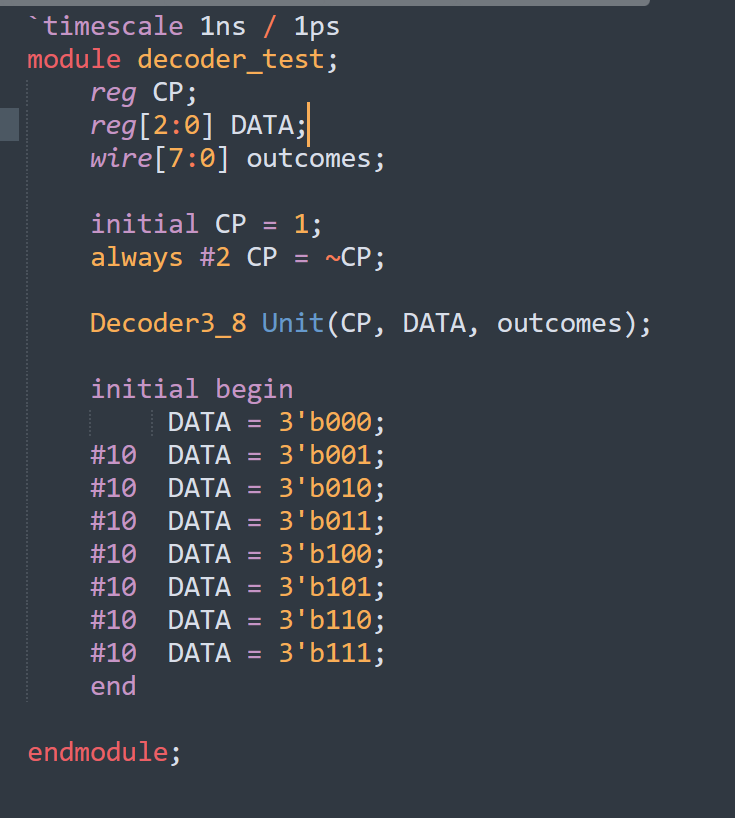 `timescale 1ns / 1ps
module decoder_test;
    reg CP;
    reg[2:0] DATA;
    wire[7:0] outcomes;

    initial CP = 1;
    always #2 CP = ~CP;

    Decoder3_8 Unit(CP, DATA, outcomes);

    initial begin
         DATA = 3'b000;
    #10  DATA = 3'b001;
    #10  DATA = 3'b010;
    #10  DATA = 3'b011;
    #10  DATA = 3'b100;
    #10  DATA = 3'b101;
    #10  DATA = 3'b110;
    #10  DATA = 3'b111;
    end

endmodule;